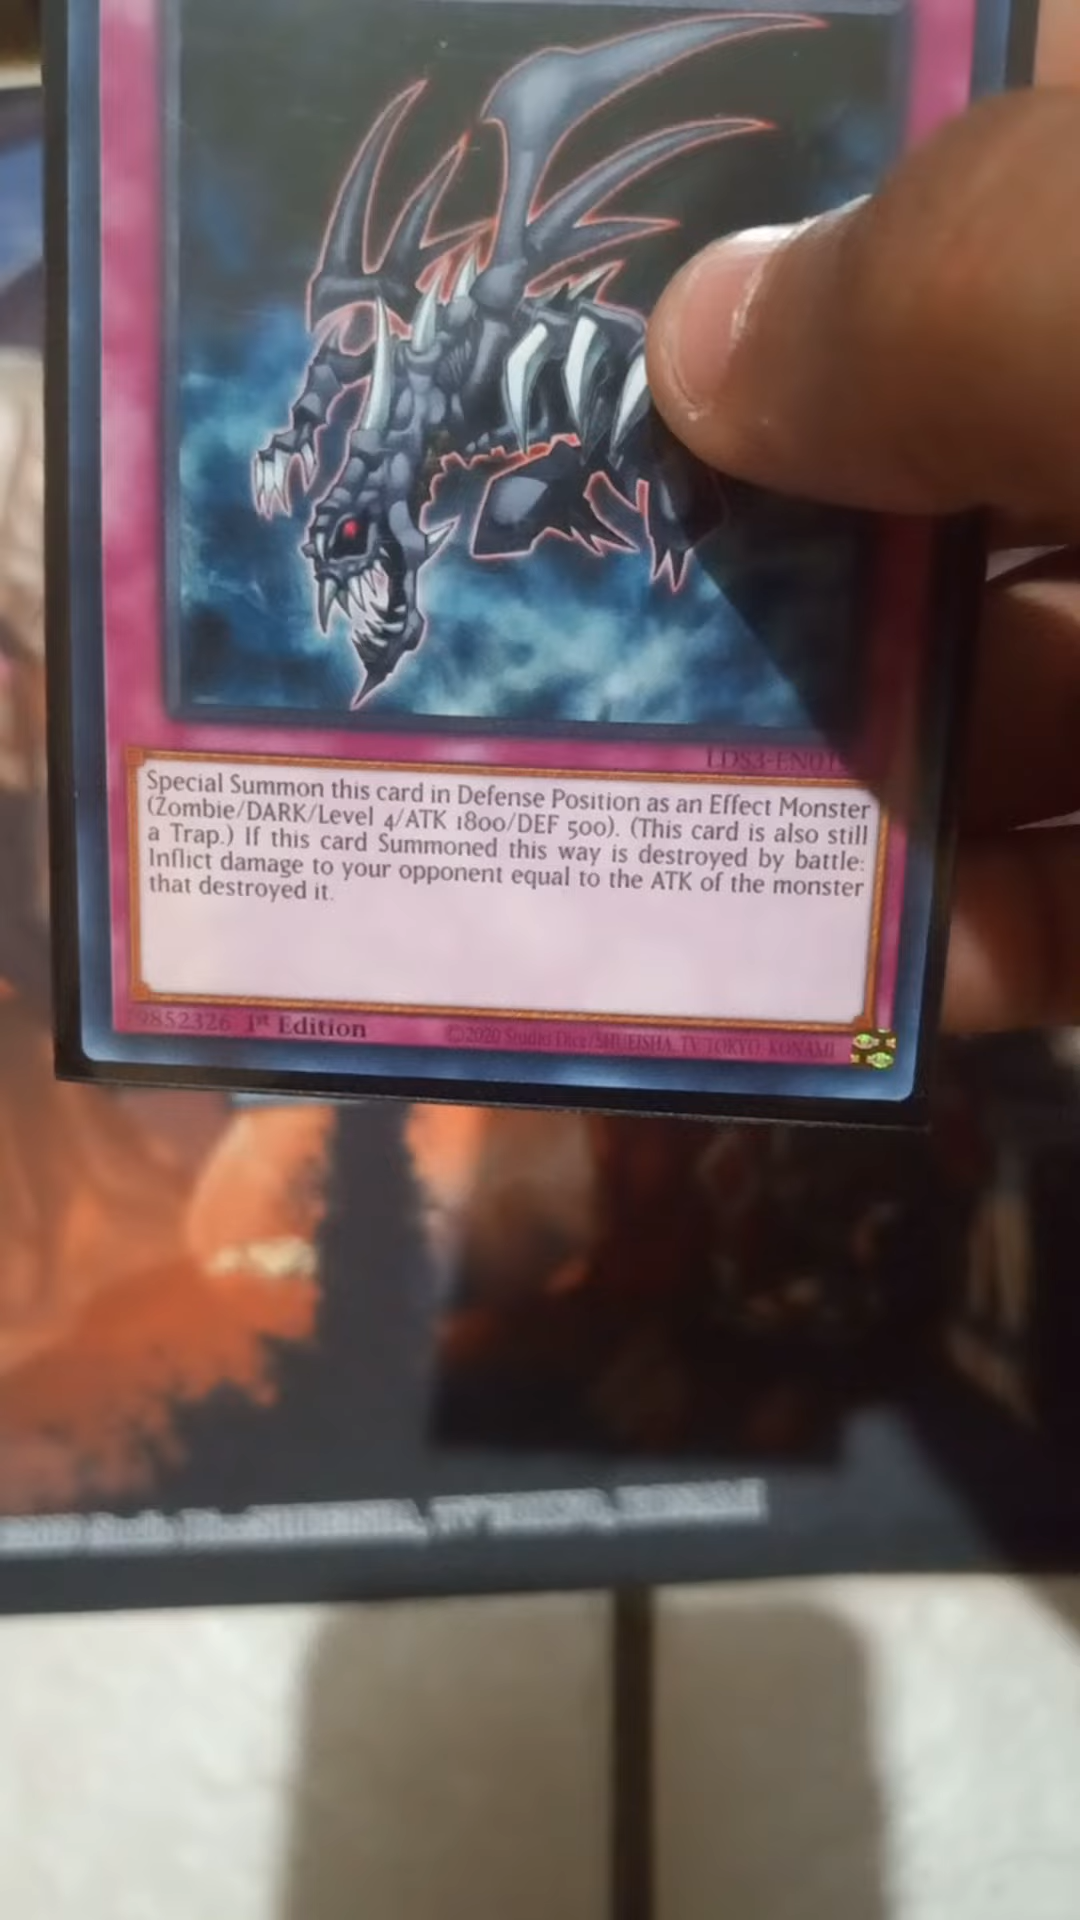 LDS3-EN01
Special Summon this card in Defense Position as an Effect Monster
(Zombie/DARK/Level 4/ATK 1800/DEF 500). (This card is also still
a Trap.) If this card Summoned this way is destroyed by battle:
Inflict damage to your opponent equal to the ATK of the monster
that destroyed it.
9852326 1st Edition ©2020 Studio Dice/SHUEISHA, TV TOKYO, KONAMI